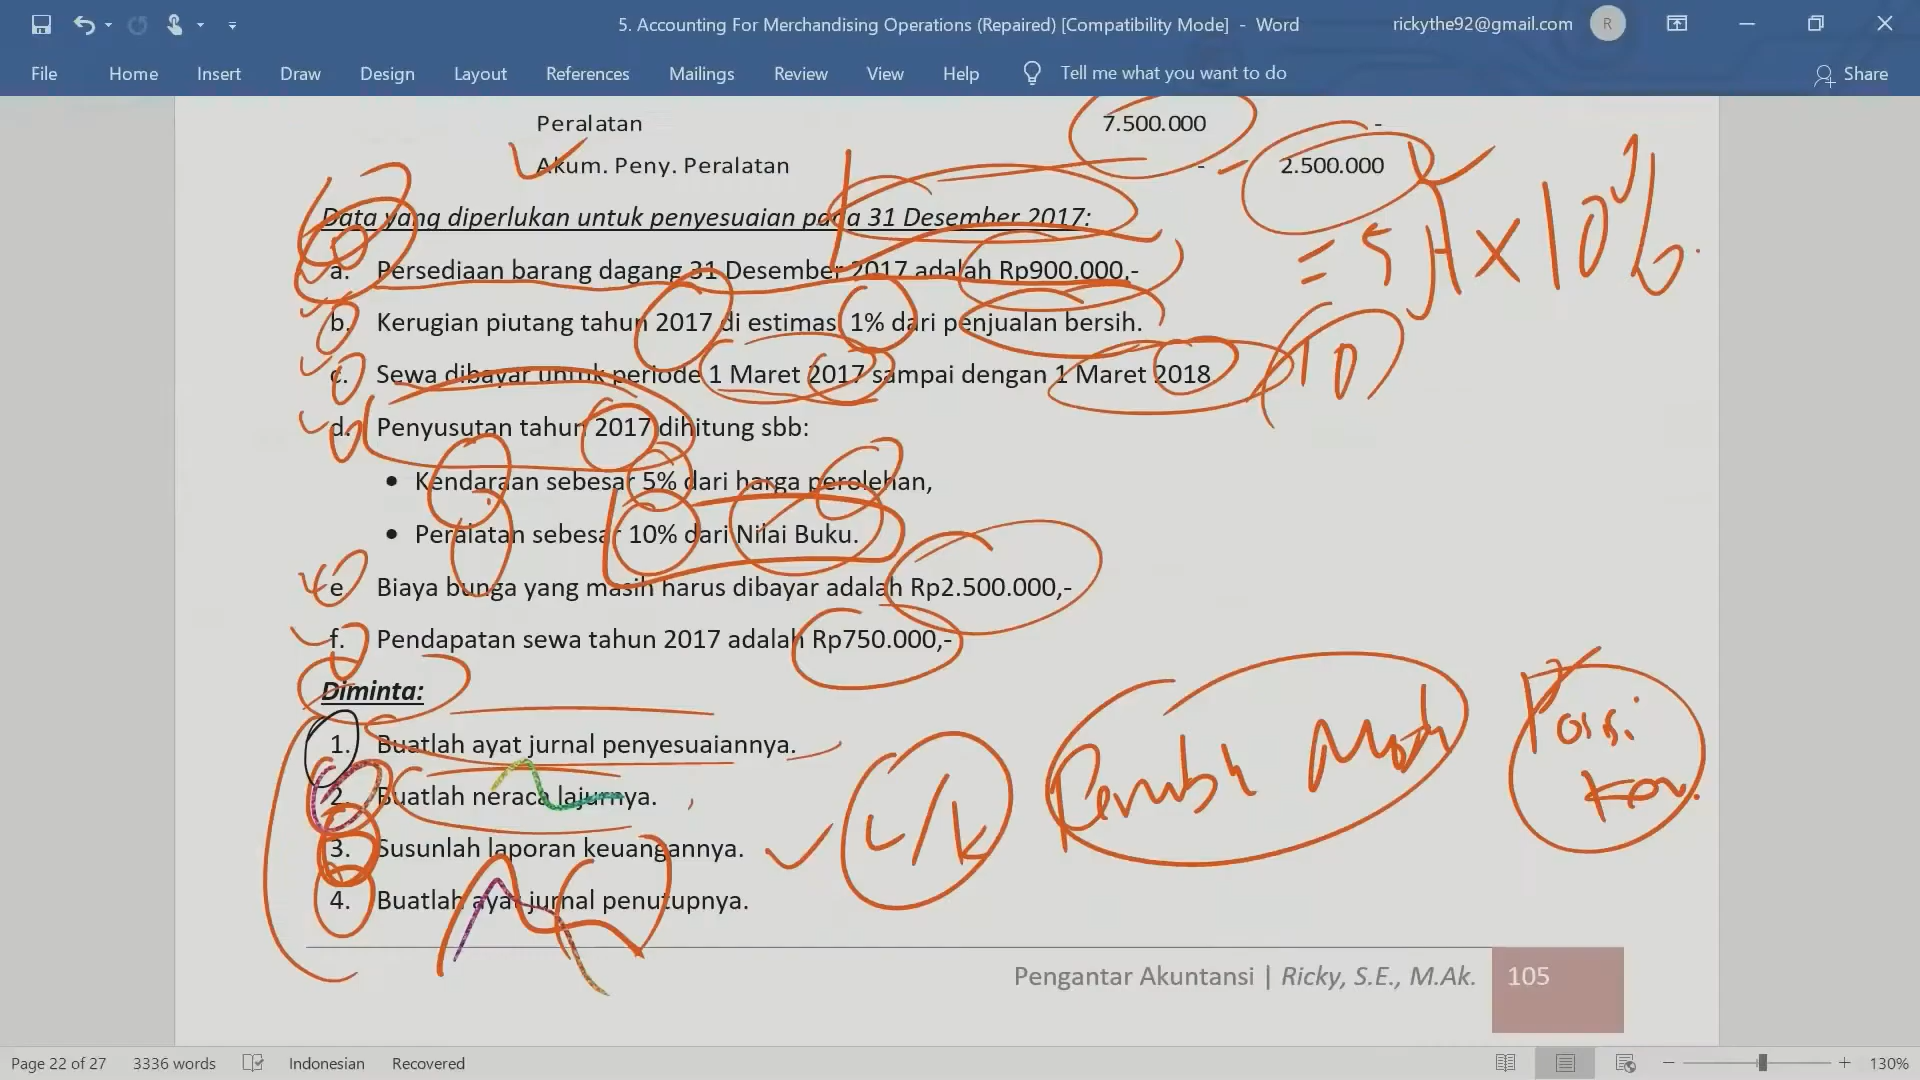 5. Accounting For Merchandising Operations (Repaired) [Compatibility Mode] - Word
rickythe92@gmail.com
R
File Home Insert Draw Design Layout References Mailings Review View Help Tell me what you want to do Share
Peralatan 7.500.000 -
Akum. Peny. Peralatan - 2.500.000
Data yang diperlukan untuk penyesuaian pada 31 Desember 2017:
= 5 Jt X 10%
a. Persediaan barang dagang 31 Desember 2017 adalah Rp900.000,-
b. Kerugian piutang tahun 2017 di estimasi 1% dari penjualan bersih.
c. Sewa dibayar untuk periode 1 Maret 2017 sampai dengan 1 Maret 2018
10
d. Penyusutan tahun 2017 dihitung sbb:
• Kendaraan sebesar 5% dari harga perolehan,
• Peralatan sebesar 10% dari Nilai Buku.
e. Biaya bunga yang masih harus dibayar adalah Rp2.500.000,-
f. Pendapatan sewa tahun 2017 adalah Rp750.000,-
Diminta:
1. Buatlah ayat jurnal penyesuaiannya.
2. Buatlah neraca lajurnya.
3. Susunlah laporan keuangannya.
L/R
Posisi
Keu.
4. Buatlah ayat jurnal penutupnya.
Pengantar Akuntansi | Ricky, S.E., M.Ak. 105
Page 22 of 27 3336 words Indonesian Recovered 130%